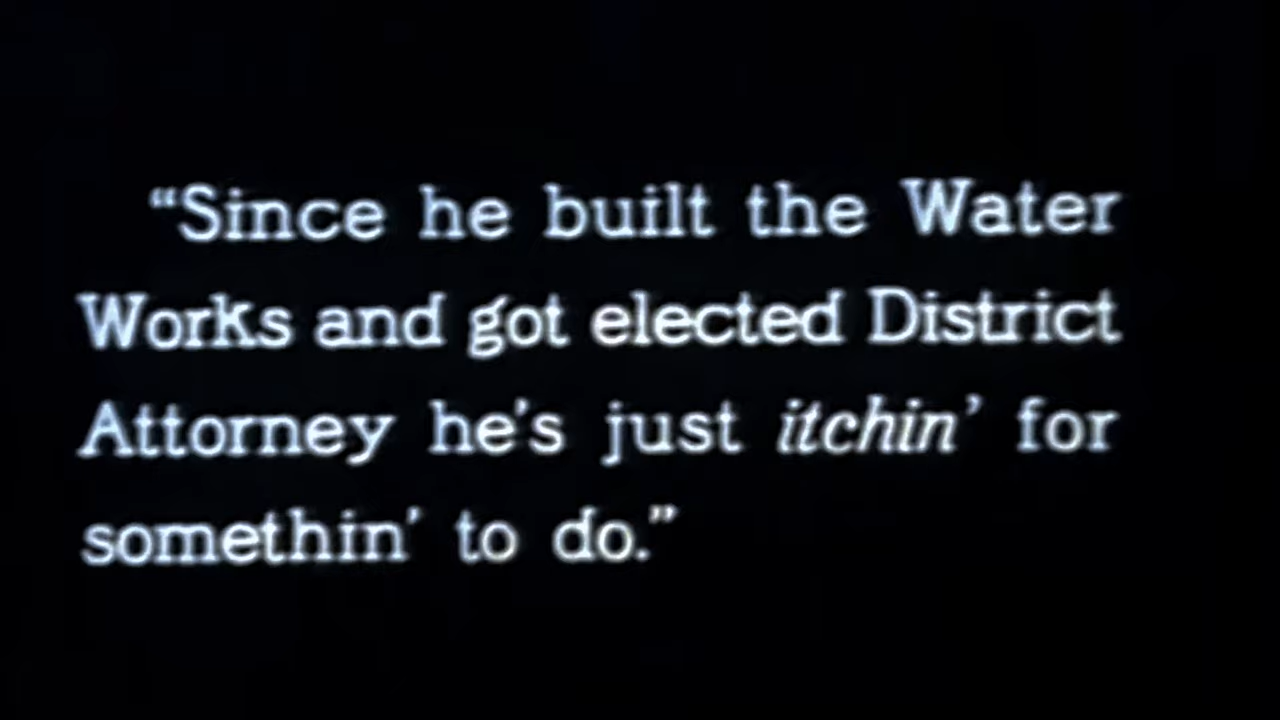 “Since he built the Water
Works and got elected District
Attorney he’s just itchin’ for
somethin’ to do.”